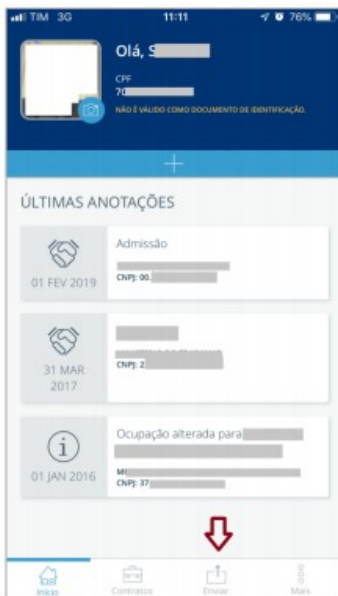 TIM 3G 11:11 76%
Olá, S
CPF
70
NÃO É VÁLIDO COMO DOCUMENTO DE IDENTIFICAÇÃO.
+
ÚLTIMAS ANOTAÇÕES
Admissão
CNPJ: 00.
01 FEV 2019
CNPJ: 2
31 MAR
2017
Ocupação alterada para
01 JAN 2016
CNPJ: 37
Início Contratos Enviar Mais